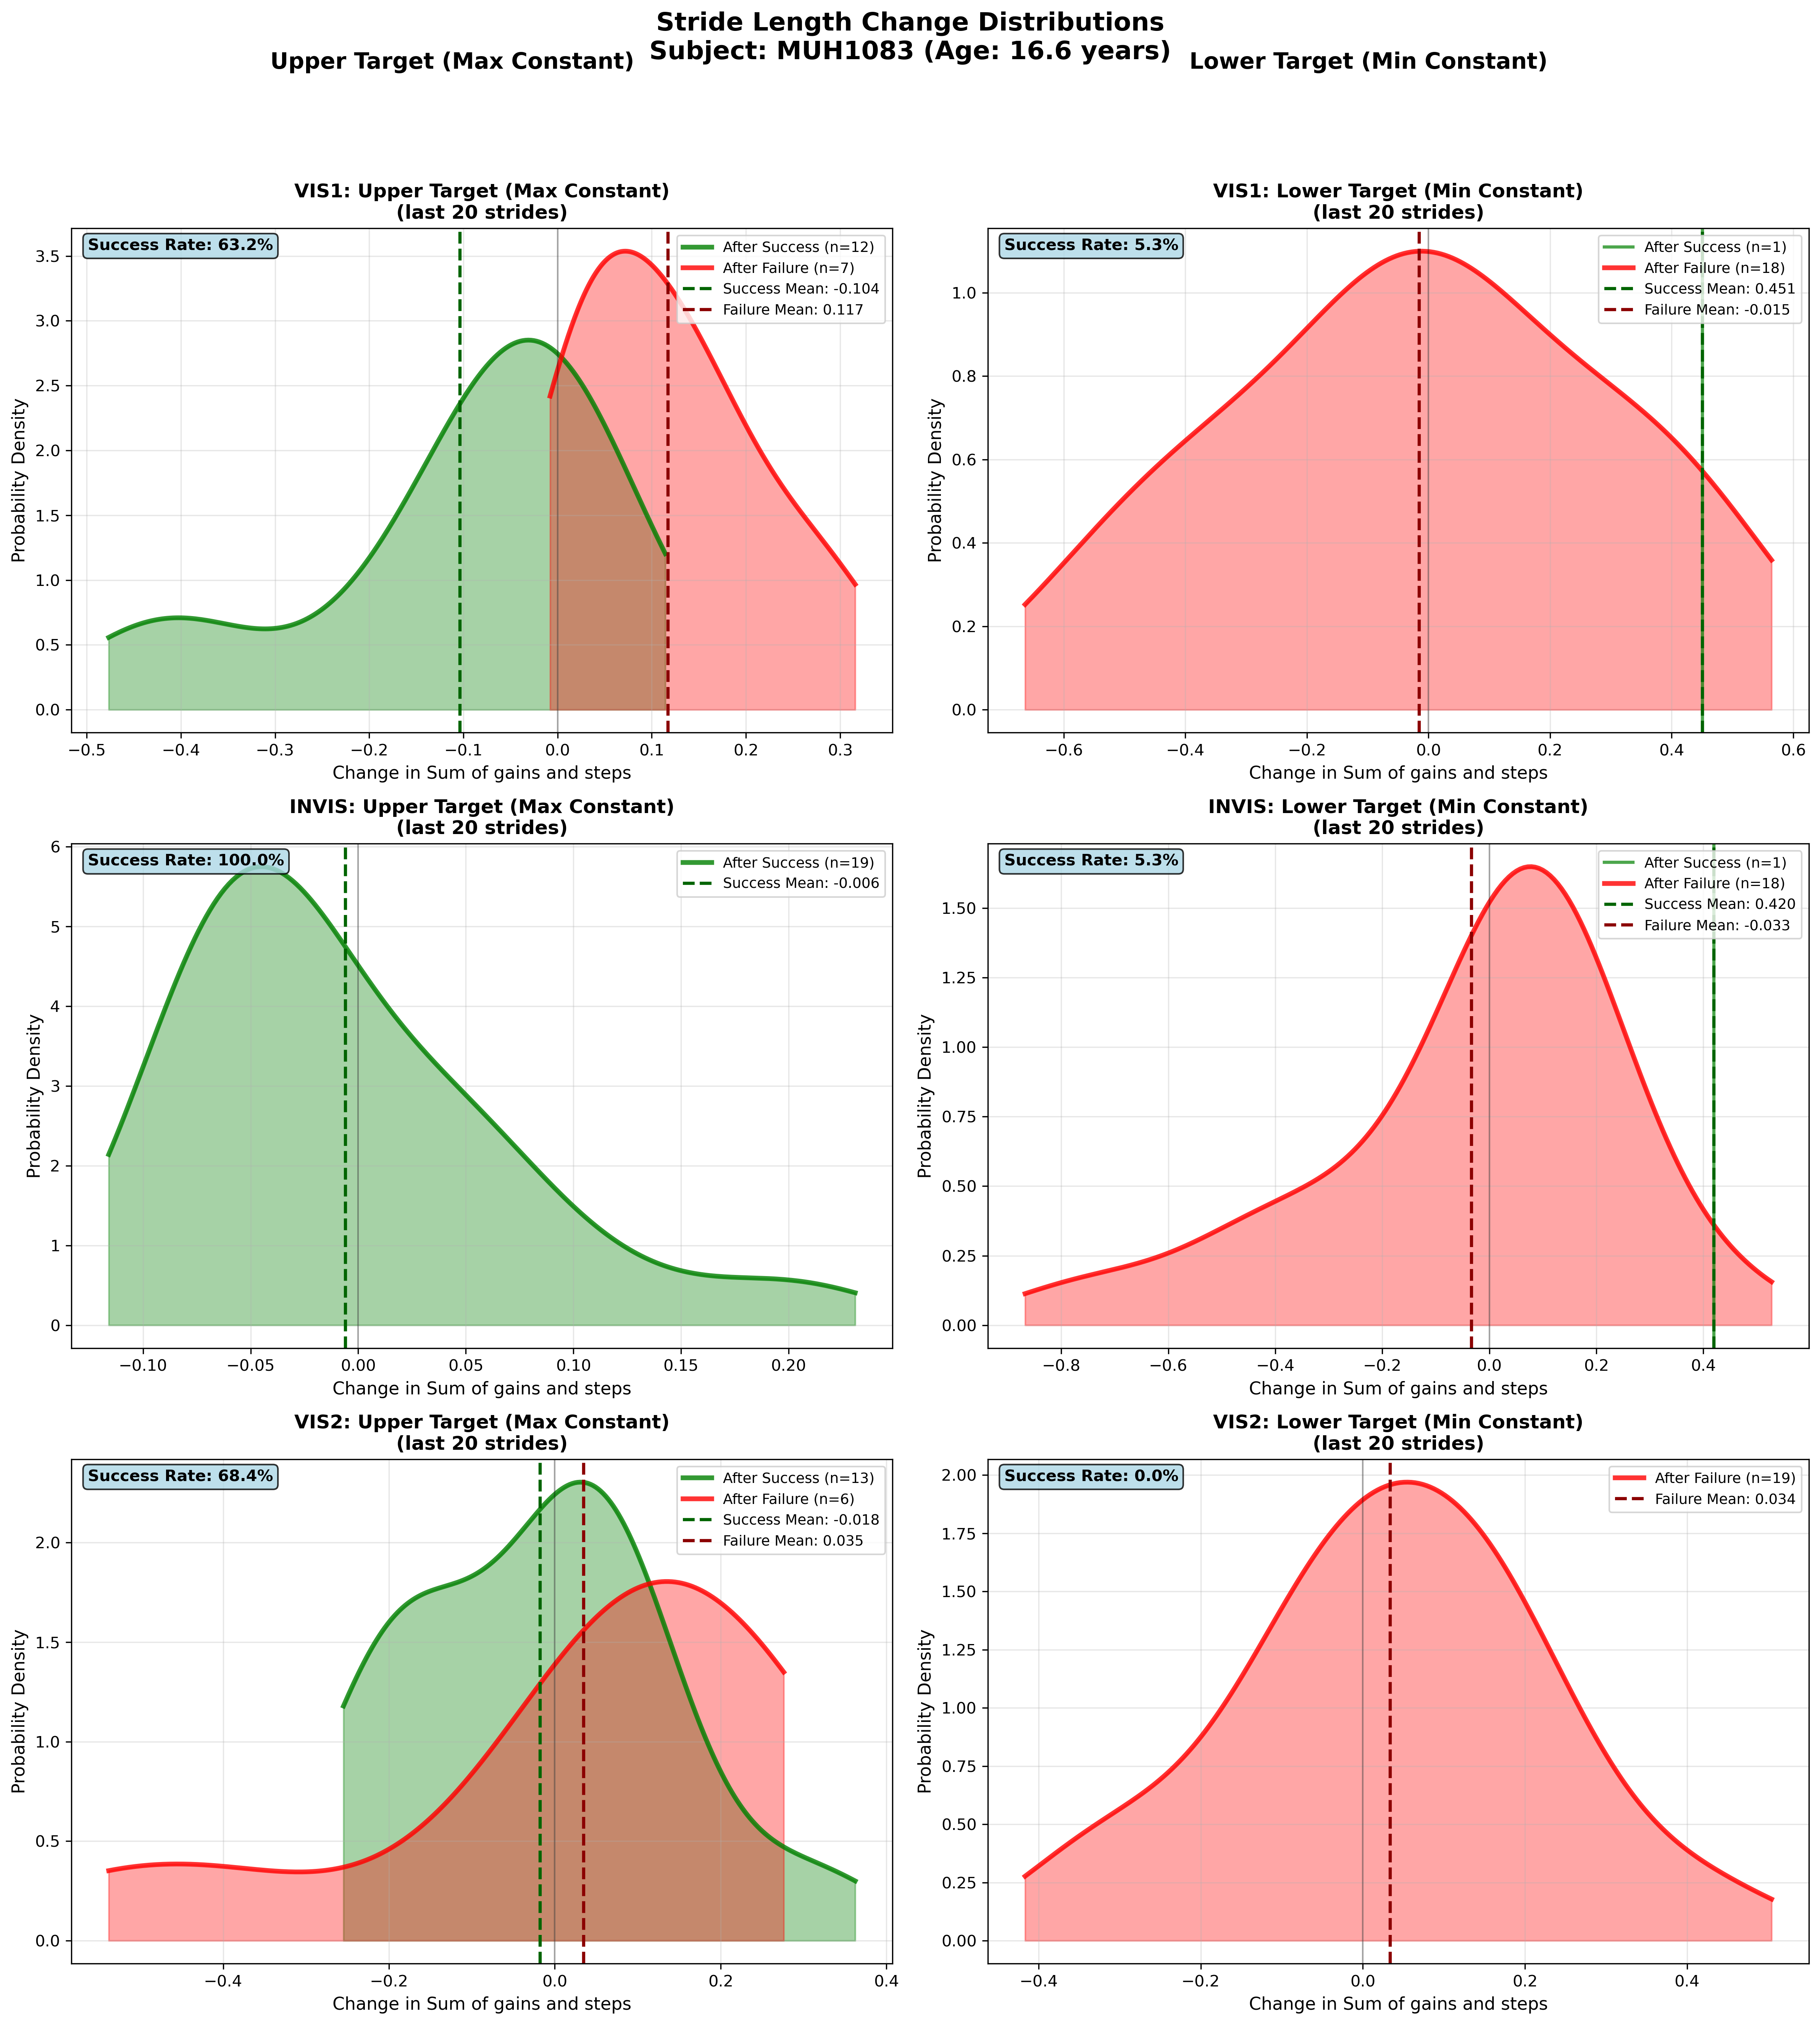 Stride Length Change Distributions
Subject: MUH1083 (Age: 16.6 years)
Upper Target (Max Constant)
Lower Target (Min Constant)
VIS1: Upper Target (Max Constant)
(last 20 strides)
Success Rate: 63.2%
After Success (n=12)
After Failure (n=7)
Success Mean: -0.104
Failure Mean: 0.117
Probability Density
3.5
3.0
2.5
2.0
1.5
1.0
0.5
0.0
−0.5 −0.4 −0.3 −0.2 −0.1 0.0 0.1 0.2 0.3
Change in Sum of gains and steps
VIS1: Lower Target (Min Constant)
(last 20 strides)
Success Rate: 5.3%
After Success (n=1)
After Failure (n=18)
Success Mean: 0.451
Failure Mean: -0.015
Probability Density
1.0
0.8
0.6
0.4
0.2
0.0
−0.6 −0.4 −0.2 0.0 0.2 0.4 0.6
Change in Sum of gains and steps
INVIS: Upper Target (Max Constant)
(last 20 strides)
Success Rate: 100.0%
After Success (n=19)
Success Mean: -0.006
Probability Density
6
5
4
3
2
1
0
−0.10 −0.05 0.00 0.05 0.10 0.15 0.20
Change in Sum of gains and steps
INVIS: Lower Target (Min Constant)
(last 20 strides)
Success Rate: 5.3%
After Success (n=1)
After Failure (n=18)
Success Mean: 0.420
Failure Mean: -0.033
Probability Density
1.50
1.25
1.00
0.75
0.50
0.25
0.00
−0.8 −0.6 −0.4 −0.2 0.0 0.2 0.4
Change in Sum of gains and steps
VIS2: Upper Target (Max Constant)
(last 20 strides)
Success Rate: 68.4%
After Success (n=13)
After Failure (n=6)
Success Mean: -0.018
Failure Mean: 0.035
Probability Density
2.0
1.5
1.0
0.5
0.0
−0.4 −0.2 0.0 0.2 0.4
Change in Sum of gains and steps
VIS2: Lower Target (Min Constant)
(last 20 strides)
Success Rate: 0.0%
After Failure (n=19)
Failure Mean: 0.034
Probability Density
2.00
1.75
1.50
1.25
1.00
0.75
0.50
0.25
0.00
−0.4 −0.2 0.0 0.2 0.4
Change in Sum of gains and steps